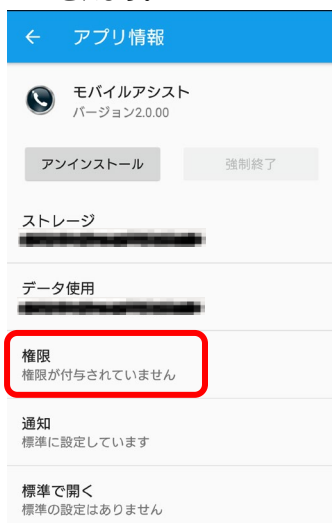 アプリ情報
モバイルアシスト
バージョン2.0.00
アンインストール
強制終了
ストレージ
データ使用
権限
権限が付与されていません
通知
標準に設定しています
標準で開く
標準の設定はありません